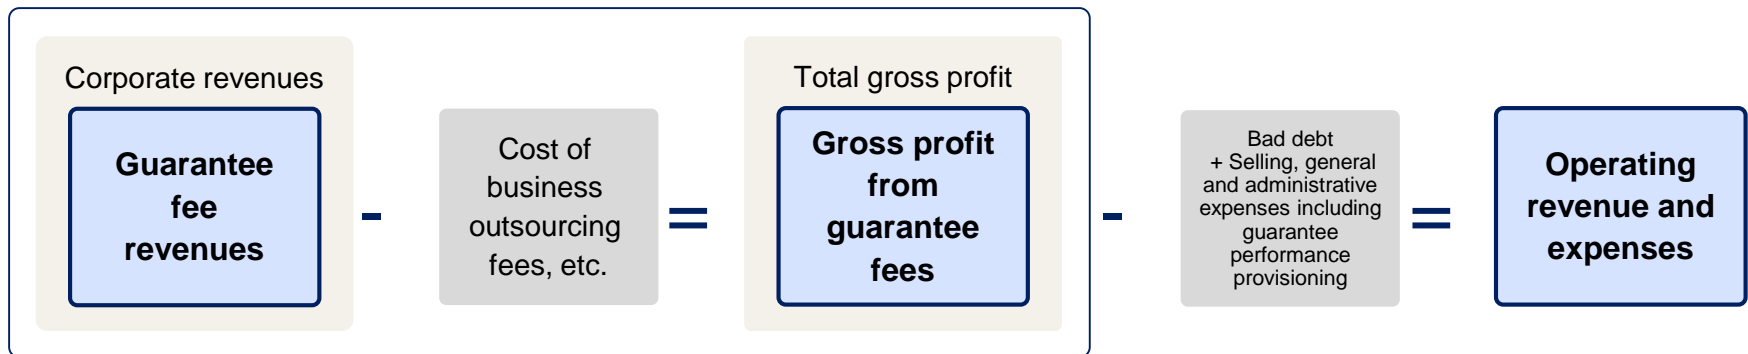 Corporate revenues
Guarantee
fee
revenues
-
Cost of
business
outsourcing
fees, etc.
=
Total gross profit
Gross profit
from
guarantee
fees
-
Bad debt
+ Selling, general
and administrative
expenses including
guarantee
performance
provisioning
=
Operating
revenue and
expenses